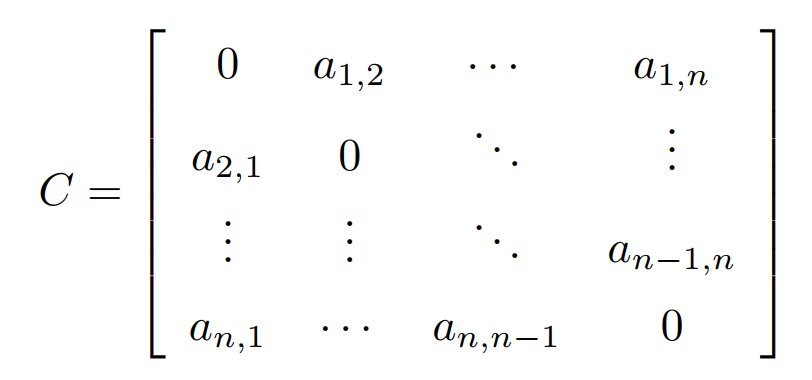 0 a_{1,2} ⋯ a_{1,n}
a_{2,1} 0 ⋱ ⋮
C =
⋮ ⋮ ⋱ a_{n−1,n}
a_{n,1} ⋯ a_{n,n−1} 0